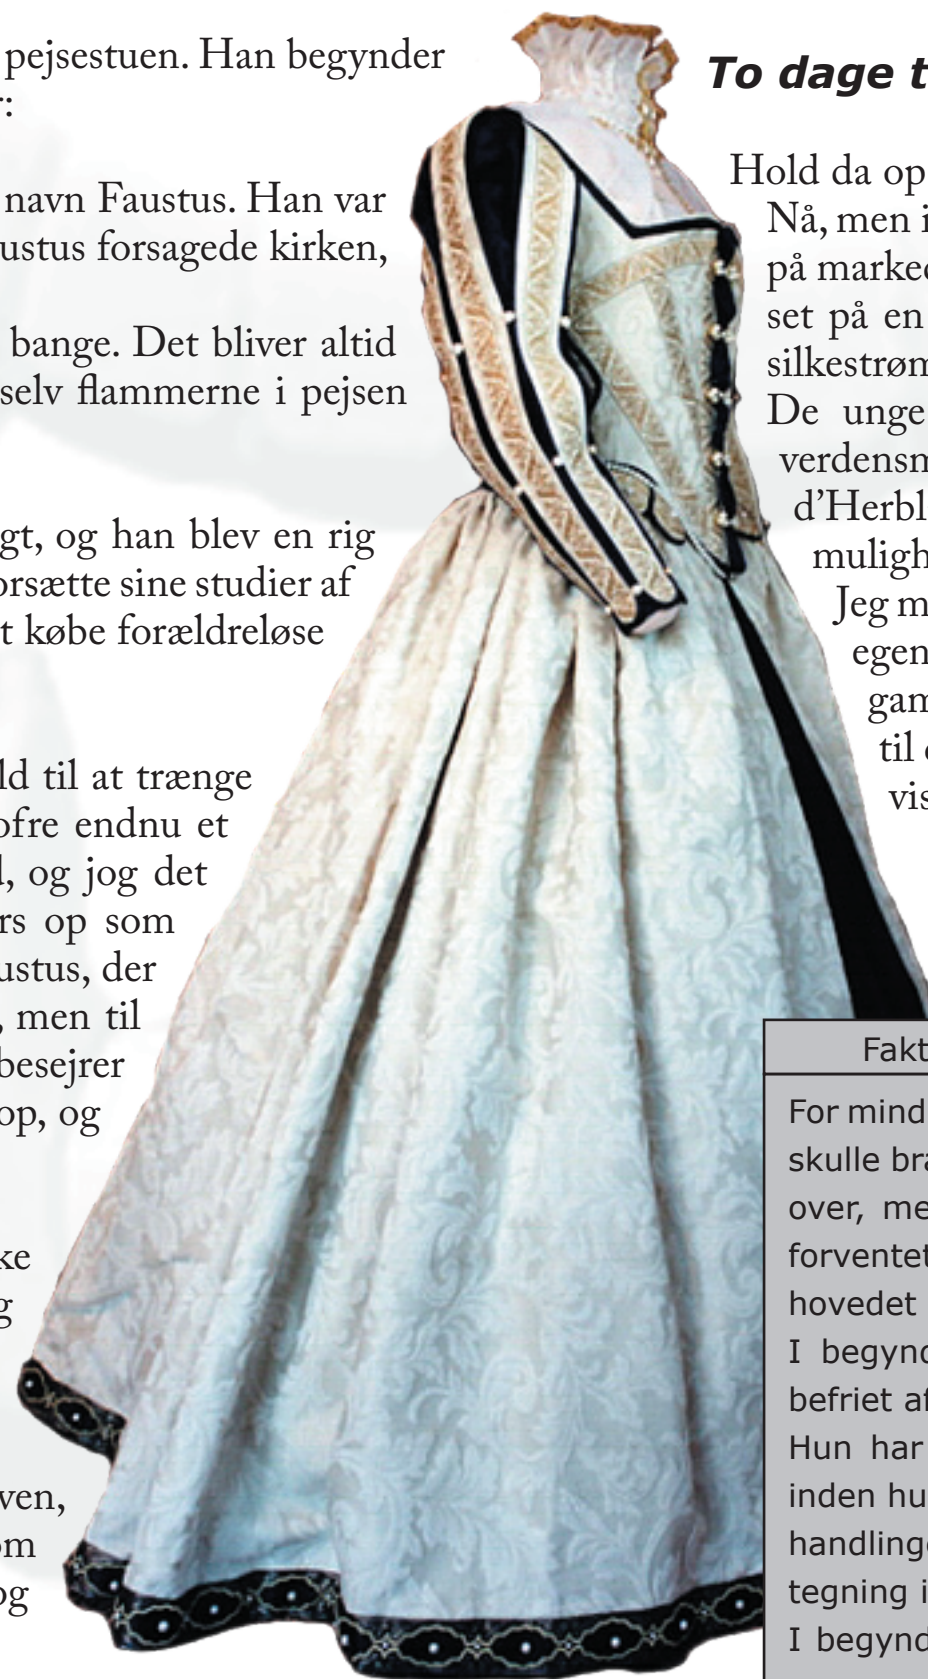 pejsestuen. Han begynder
r:
navn Faustus. Han var
ustus forsagede kirken,
bange. Det bliver altid
selv flammerne i pejsen
gt, og han blev en rig
orsætte sine studier af
t købe forældreløse
ld til at trænge
ofre endnu et
d, og jog det
rs op som
ustus, der
, men til
besejrer
op, og
ke
g
ven,
om
og
To dage t
Hold da op
Nå, men i
på marked
set på en
silkestrøm
De unge
verdensm
d’Herbl
mulighe
Jeg m
egen
gam
til d
vis
Fakt
For mind
skulle bra
over, me
forventet
hovedet
I begynd
befriet af
Hun har
inden hu
handlinge
tegning i
I begynd